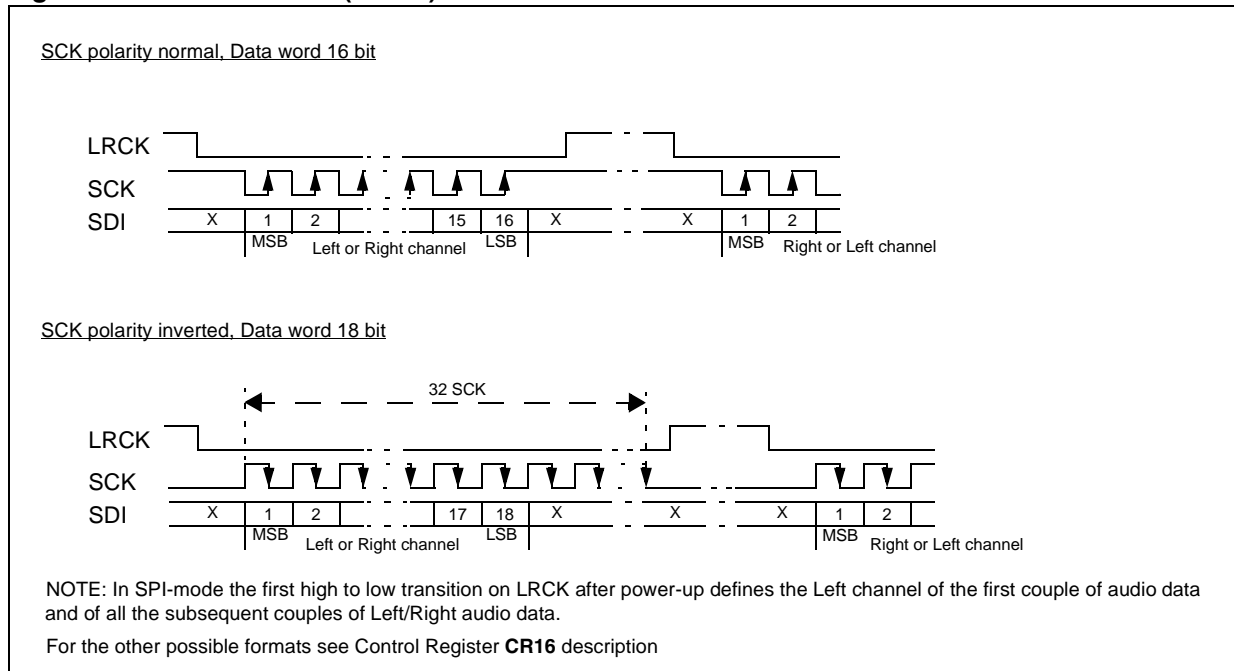 SCK polarity normal, Data word 16 bit
LRCK
SCK
SDI X 1 2 15 16 X X 1 2
MSB Left or Right channel LSB MSB Right or Left channel
SCK polarity inverted, Data word 18 bit
32 SCK
LRCK
SCK
SDI X 1 2 17 18 X X X 1 2
MSB Left or Right channel LSB MSB Right or Left channel
NOTE: In SPI-mode the first high to low transition on LRCK after power-up defines the Left channel of the first couple of audio data
and of all the subsequent couples of Left/Right audio data.
For the other possible formats see Control Register CR16 description